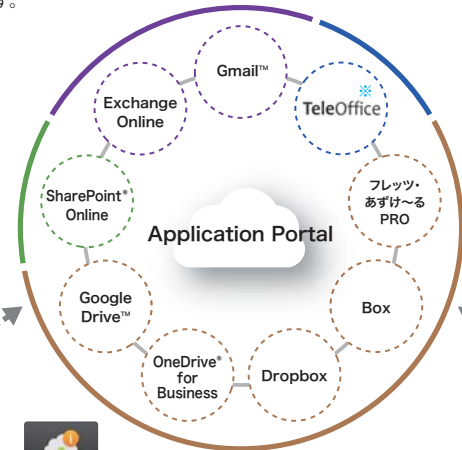 す。
Gmail™
Exchange
Online
※
TeleOffice
SharePoint®
Online
フレッツ・
あずけ～る
PRO
Application Portal
Google
Drive™
Box
OneDrive®
for
Business
Dropbox